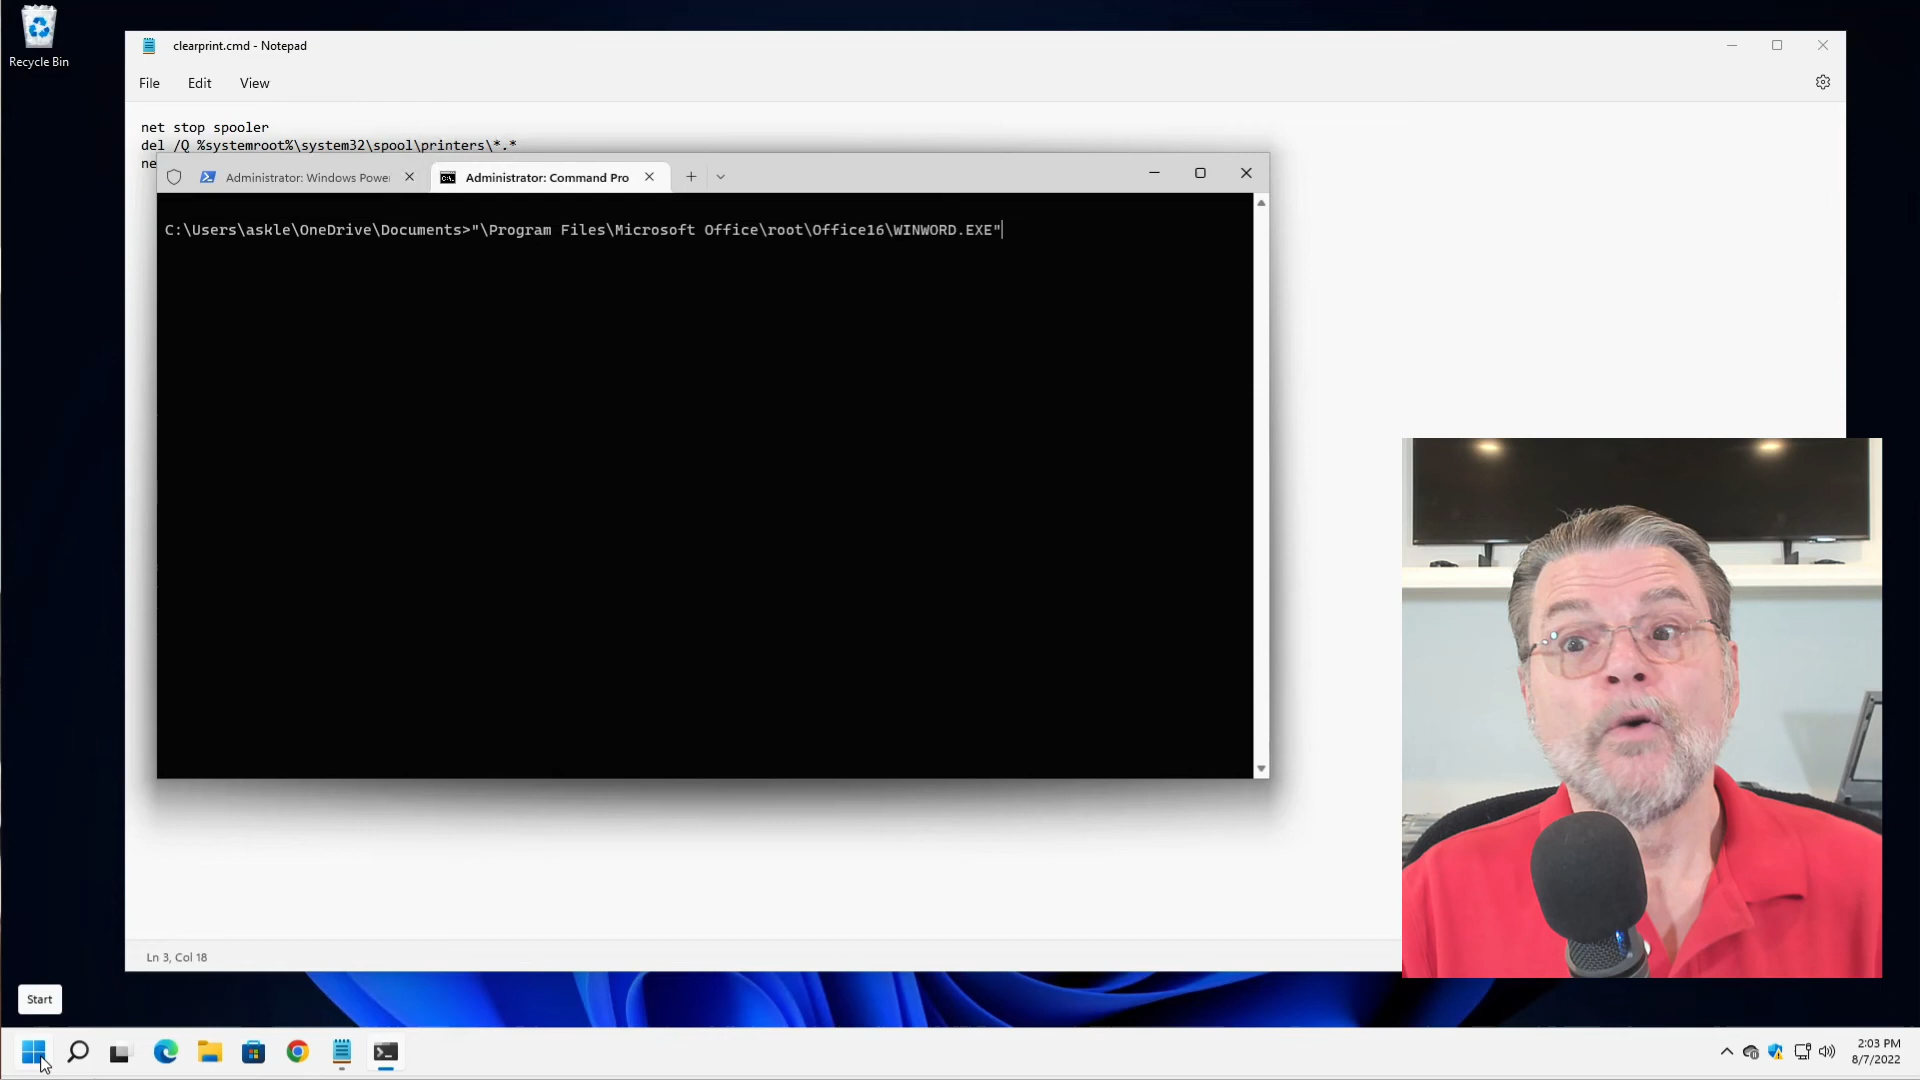 Recycle Bin
clearprint.cmd - Notepad
File Edit View
net stop spooler
del /Q %systemroot%\system32\spool\printers\*.*
ne
Administrator: Windows Powe
Administrator: Command Pro
C:\Users\askle\OneDrive\Documents>"\Program Files\Microsoft Office\root\Office16\WINWORD.EXE"
Ln 3, Col 18
Start
2:03 PM
8/7/2022